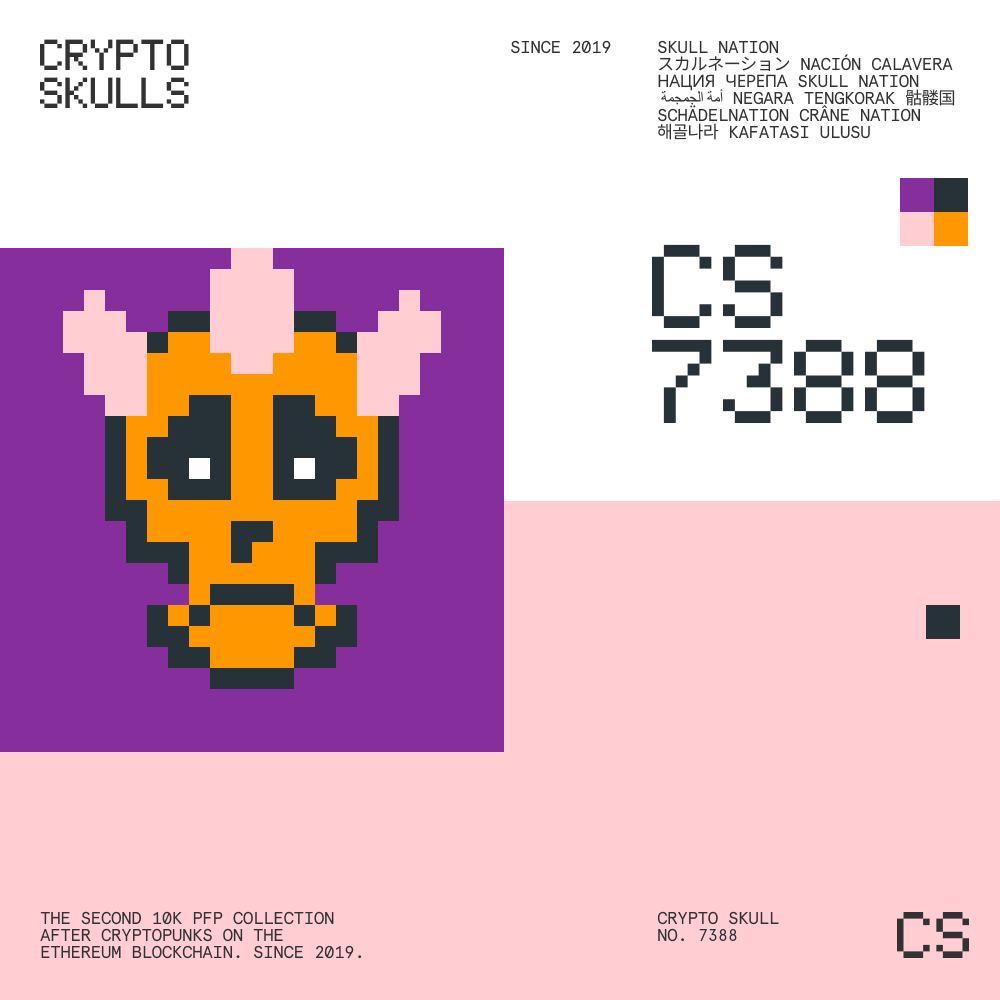 CRYPTO
SKULLS
SINCE 2019
SKULL NATION
スカルネーション NACIÓN CALAVERA
НАЦИЯ ЧЕРЕПА SKULL NATION
أمة الجمجمة NEGARA TENGKORAK 骷髅国
SCHÄDELNATION CRÂNE NATION
해골나라 KAFATASI ULUSU
CS
7388
THE SECOND 10K PFP COLLECTION
AFTER CRYPTOPUNKS ON THE
ETHEREUM BLOCKCHAIN. SINCE 2019.
CRYPTO SKULL
NO. 7388
CS